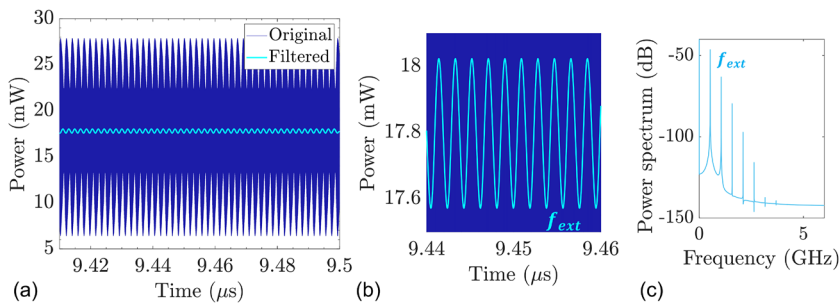 30
25
20
15
10
5
Power (mW)
Original
Filtered
9.42
9.44
9.46
9.48
9.5
Time (μs)
(a)
18
17.8
17.6
Power (mW)
f_ext
9.44
9.45
9.46
Time (μs)
(b)
-50
-100
-150
Power spectrum (dB)
f_ext
0
5
Frequency (GHz)
(c)